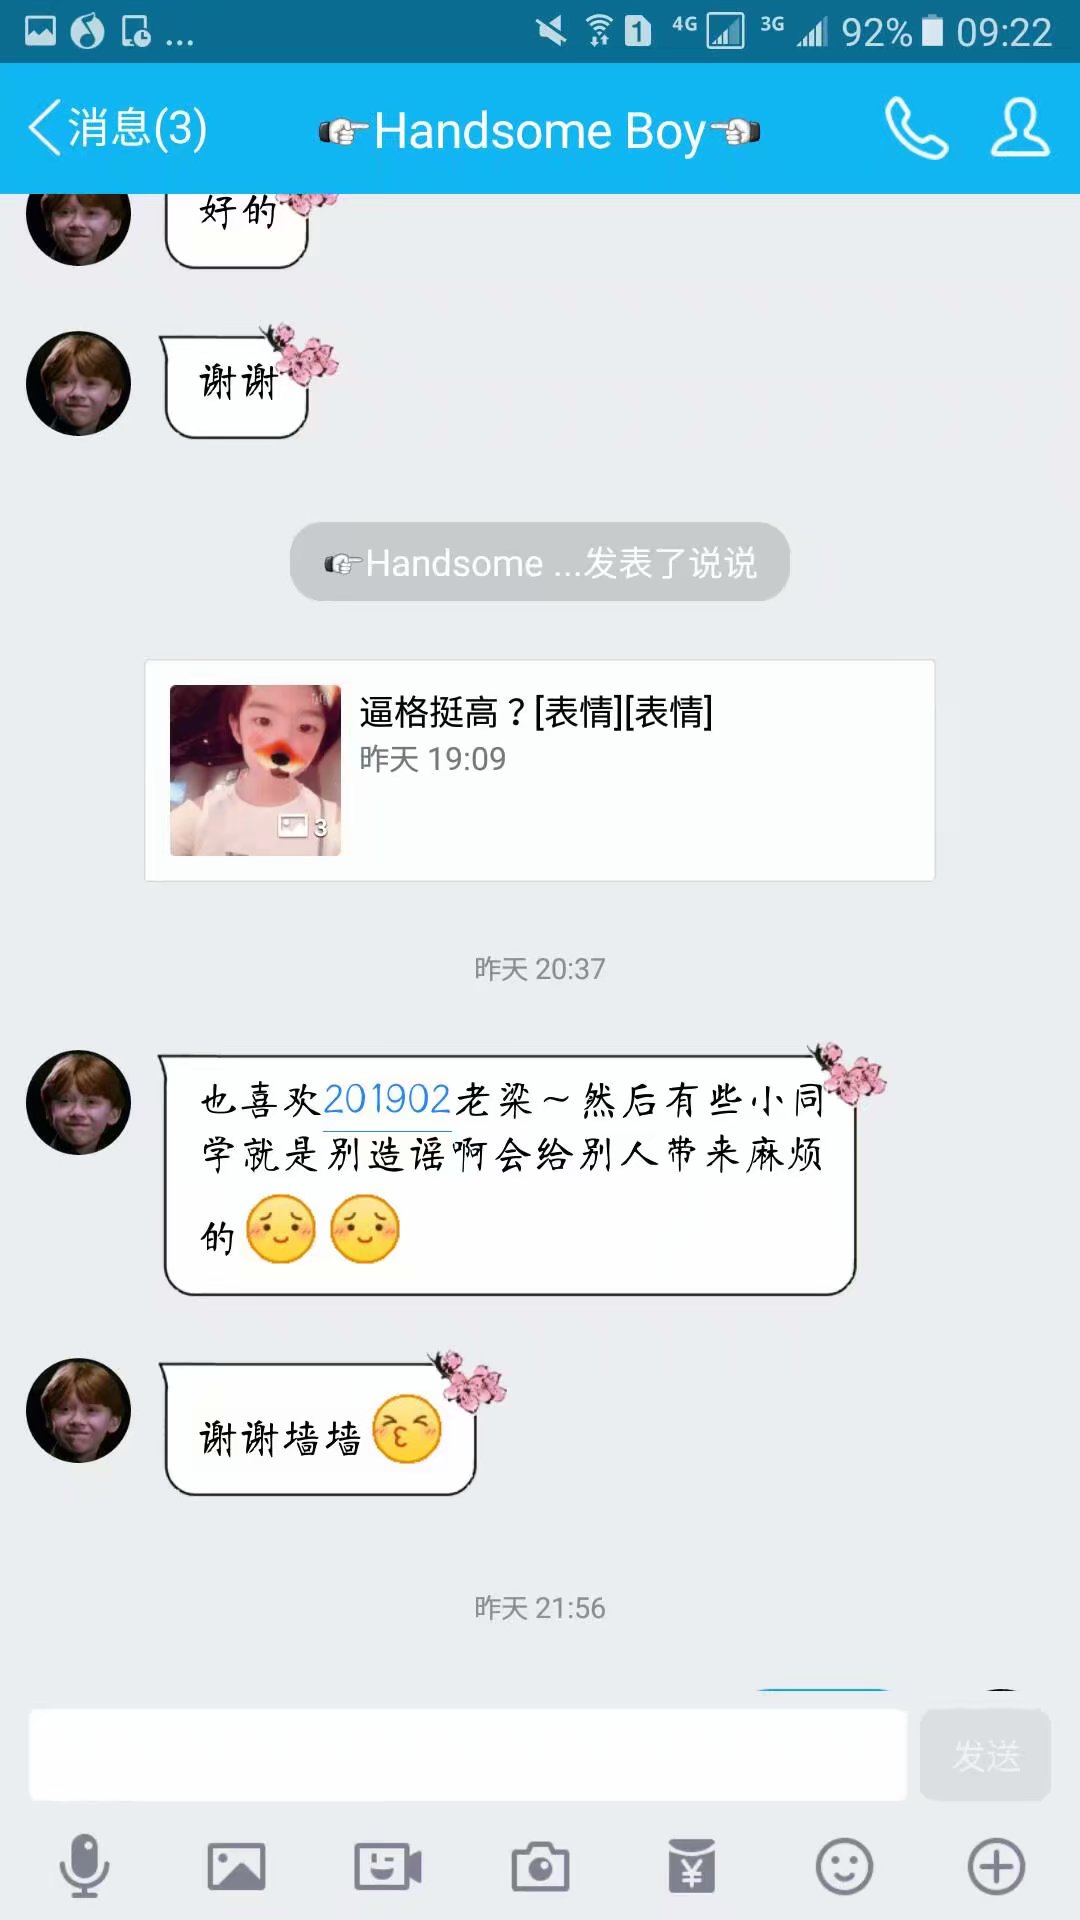 4G 3G 92% 09:22
消息(3) Handsome Boy
好的
谢谢
Handsome ...发表了说说
逼格挺高？[表情][表情]
昨天 19:09
3
昨天 20:37
也喜欢201902老梁～然后有些小同
学就是别造谣啊会给别人带来麻烦
的
谢谢墙墙
昨天 21:56
发送